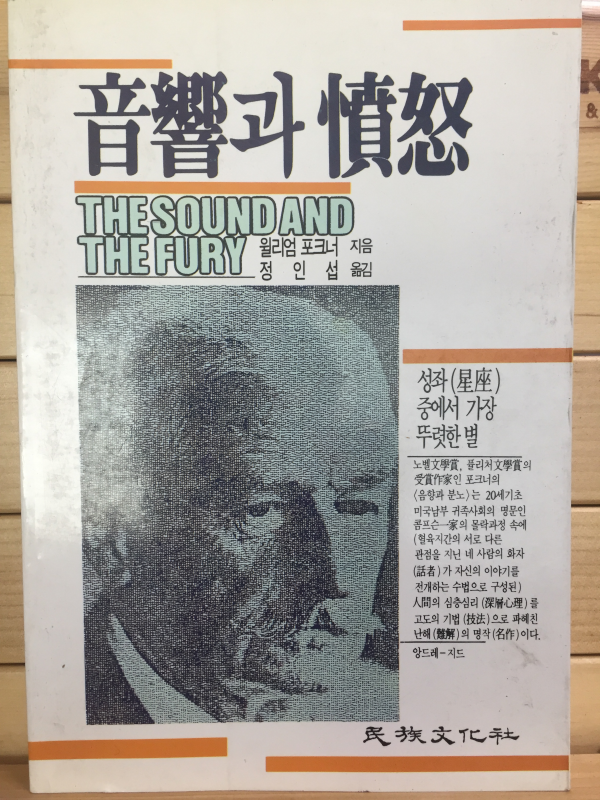 音響과 憤怒
THE SOUND AND
THE FURY
윌리엄 포크너 지음
정 인 섭 옮김
성좌(星座)
중에서 가장
뚜렷한 별
노벨文學賞, 퓰리처文學賞의
受賞作家인 포크너의
〈음향과 분노〉는 20세기초
미국남부 귀족사회의 명문인
콤프슨一家의 몰락과정 속에
(혈육지간의 서로 다른
관점을 지닌 네 사람의 화자
(話者)가 자신의 이야기를
전개하는 수법으로 구성된)
人間의 심층심리(深層心理)를
고도의 기법(技法)으로 파헤친
난해(難解)의 명작(名作)이다.
앙드레-지드
民族文化社
K
&